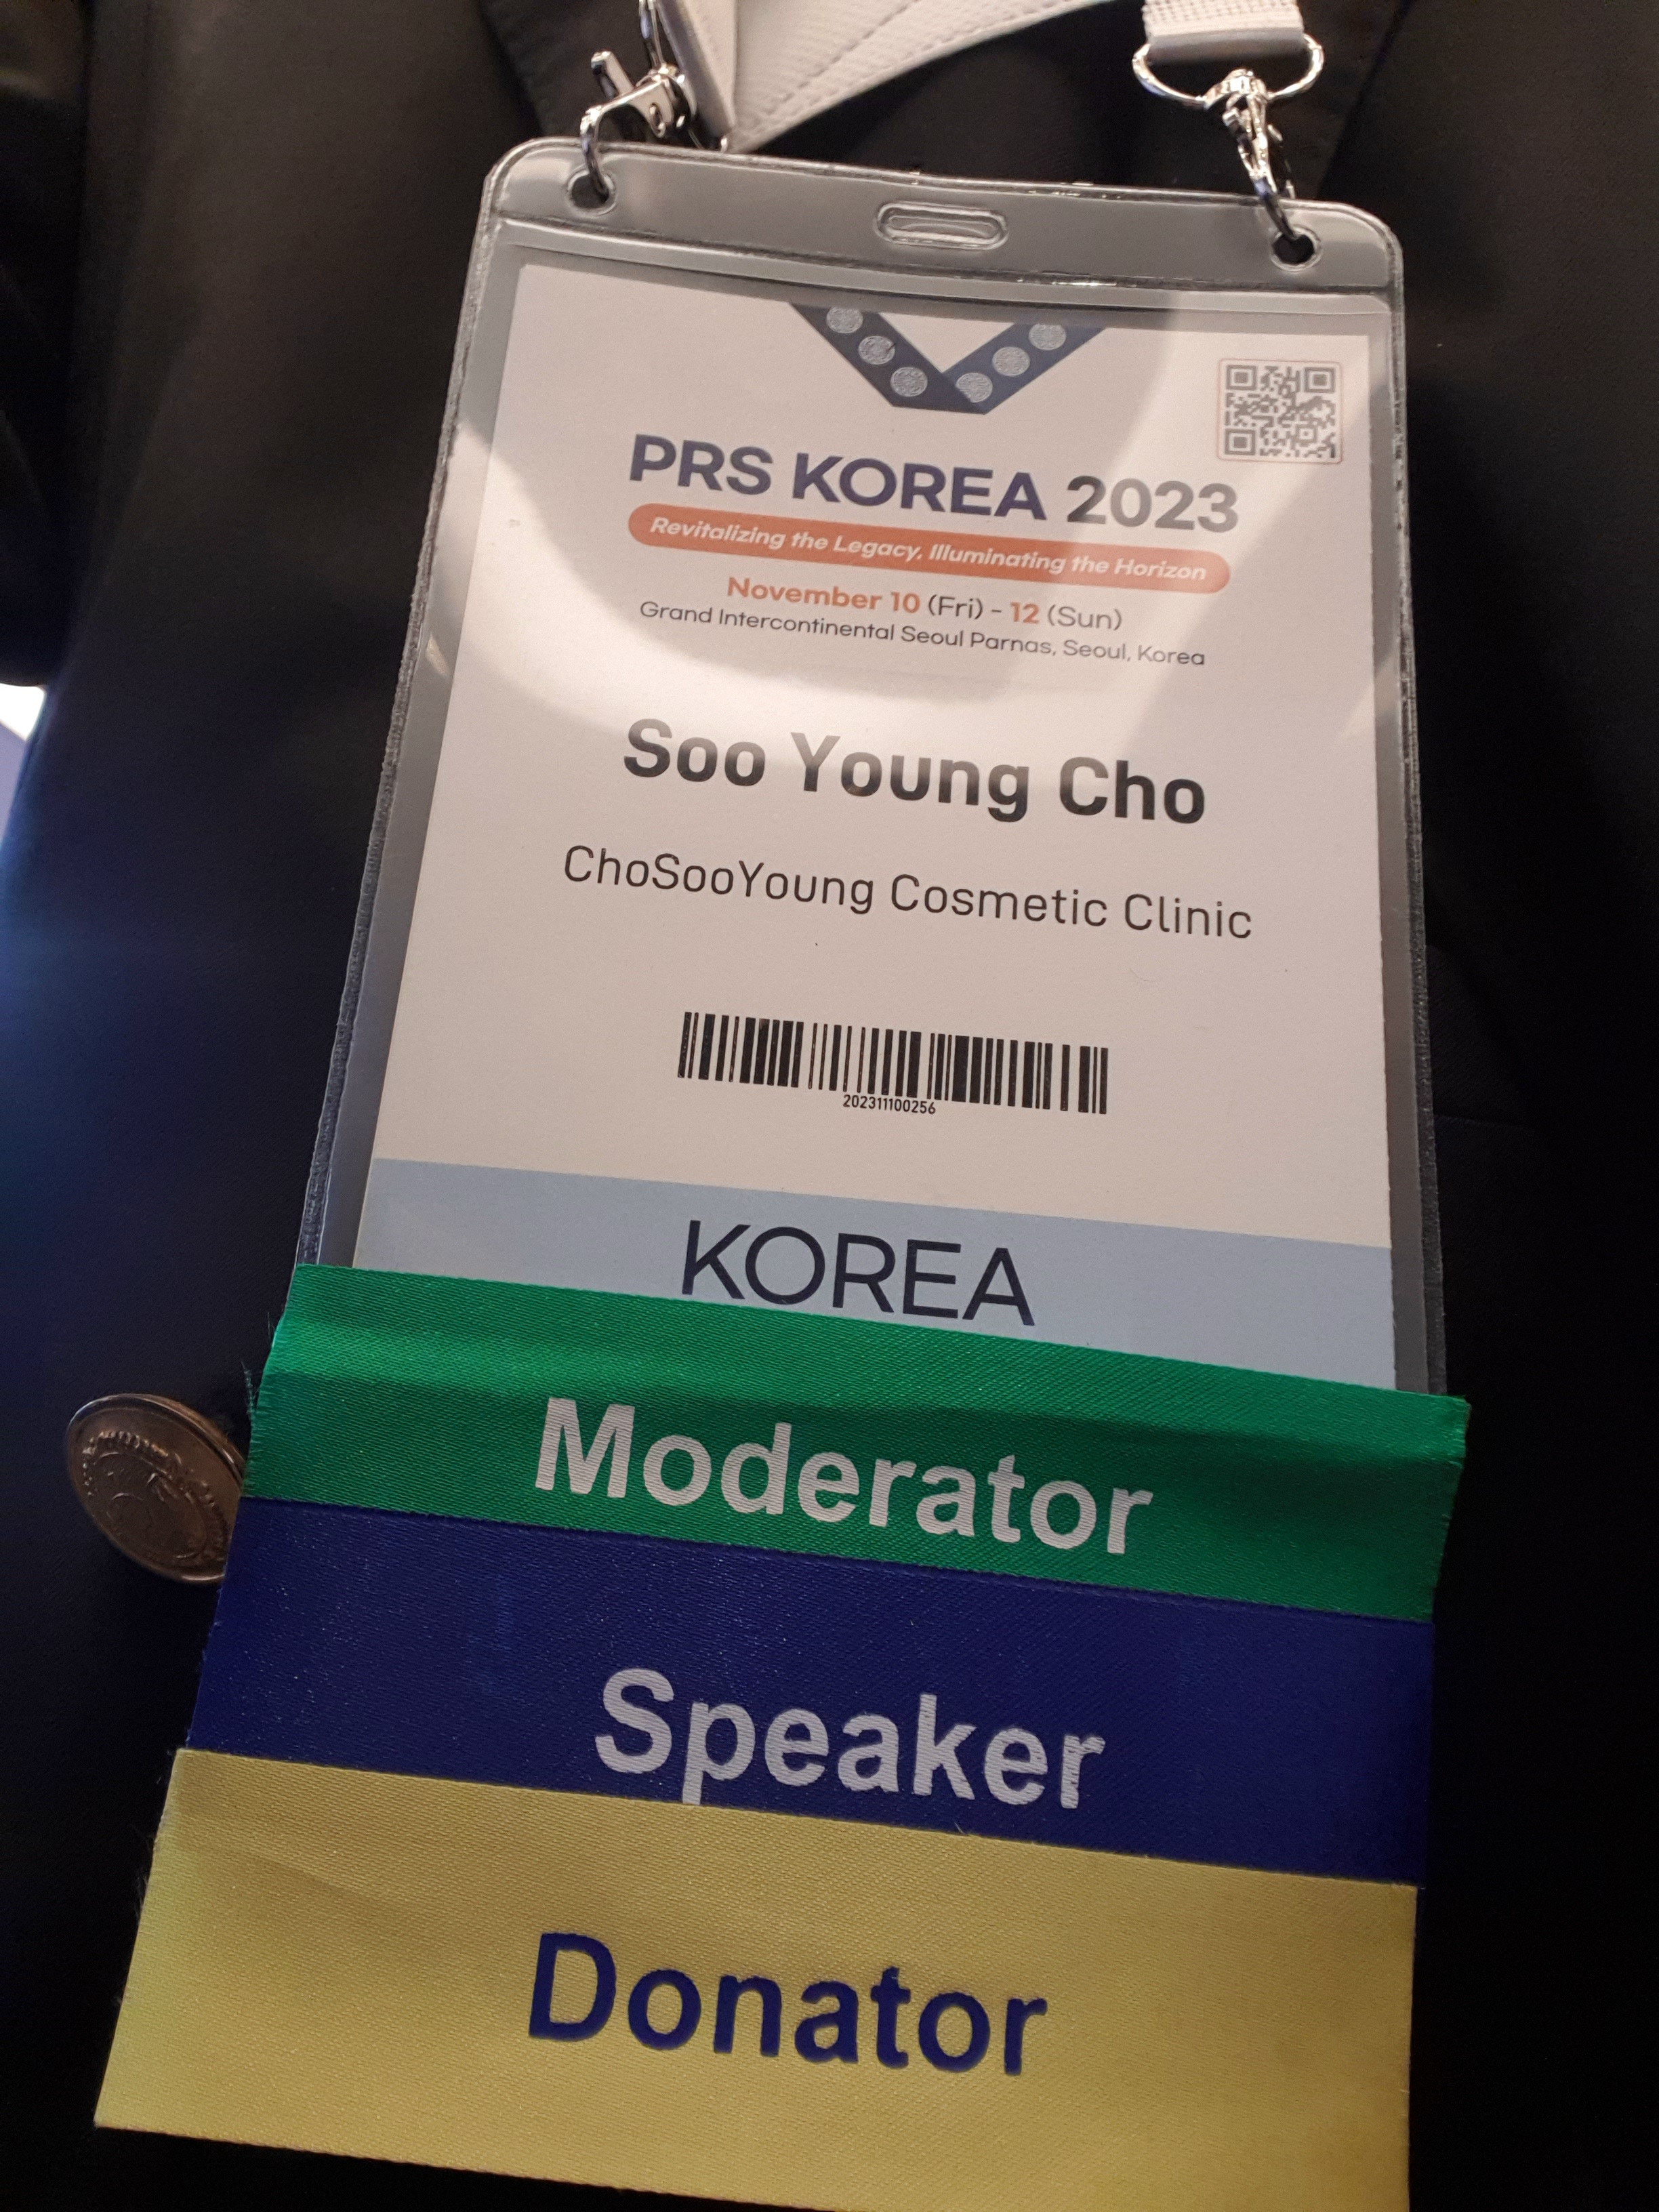 PRS KOREA 2023
Revitalizing the Legacy, Illuminating the Horizon
November 10 (Fri) - 12 (Sun)
Grand Intercontinental Seoul Parnas, Seoul, Korea
Soo Young Cho
ChoSooYoung Cosmetic Clinic
202311100256
KOREA
Moderator
Speaker
Donator